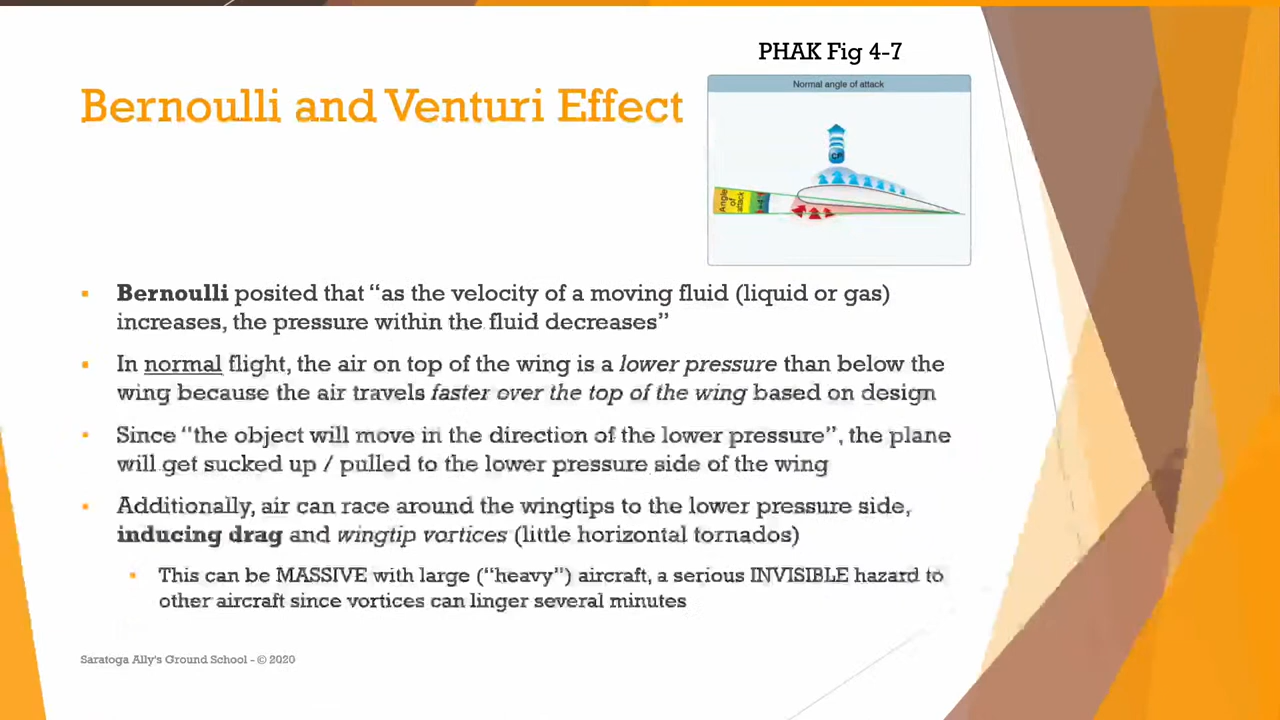 PHAK Fig 4-7
Bernoulli and Venturi Effect
Normal angle of attack
CP
Angle
of
attack
Bernoulli posited that “as the velocity of a moving fluid (liquid or gas)
increases, the pressure within the fluid decreases”
In normal flight, the air on top of the wing is a lower pressure than below the
wing because the air travels faster over the top of the wing based on design
Since “the object will move in the direction of the lower pressure”, the plane
will get sucked up / pulled to the lower pressure side of the wing
Additionally, air can race around the wingtips to the lower pressure side,
inducing drag and wingtip vortices (little horizontal tornados)
This can be MASSIVE with large (“heavy”) aircraft, a serious INVISIBLE hazard to
other aircraft since vortices can linger several minutes
Saratoga Ally's Ground School - © 2020